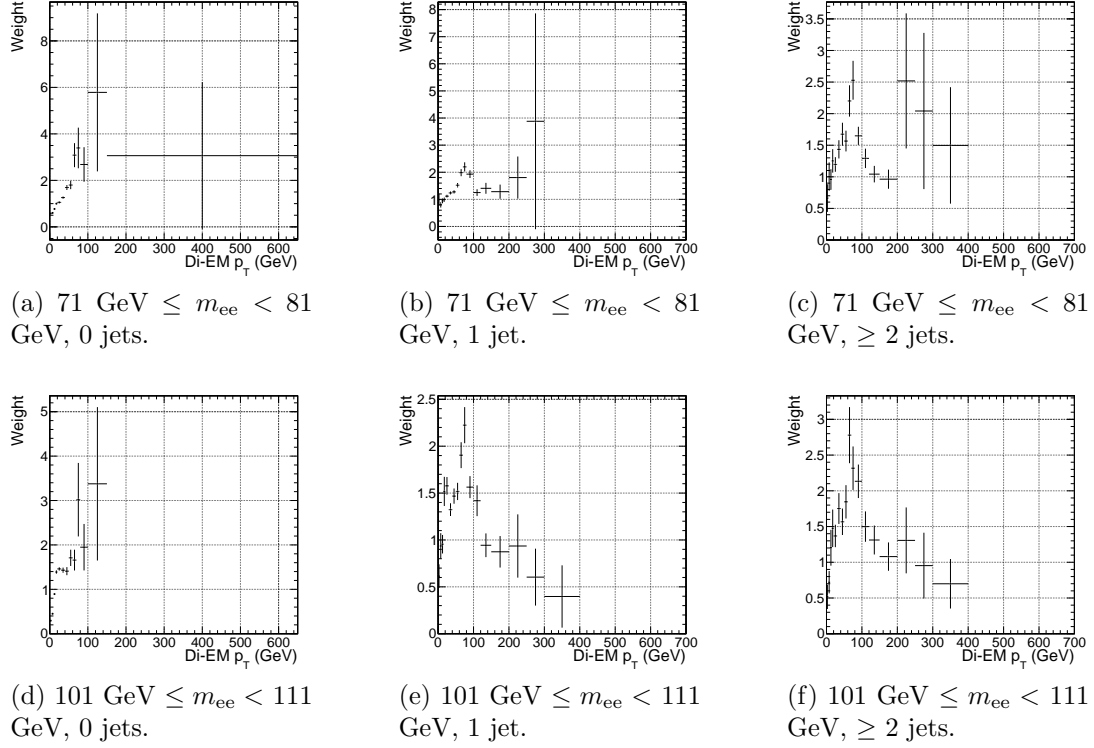 Weight
8
6
4
2
0
0 100 200 300 400 500 600
Di-EM p_T (GeV)
(a) 71 GeV ≤ m_ee < 81
GeV, 0 jets.
Weight
8
7
6
5
4
3
2
1
0
0 100 200 300 400 500 600 700
Di-EM p_T (GeV)
(b) 71 GeV ≤ m_ee < 81
GeV, 1 jet.
Weight
3.5
3
2.5
2
1.5
1
0.5
0
0 100 200 300 400 500 600 700
Di-EM p_T (GeV)
(c) 71 GeV ≤ m_ee < 81
GeV, ≥ 2 jets.
Weight
5
4
3
2
1
0
0 100 200 300 400 500 600
Di-EM p_T (GeV)
(d) 101 GeV ≤ m_ee < 111
GeV, 0 jets.
Weight
2.5
2
1.5
1
0.5
0
0 100 200 300 400 500 600 700
Di-EM p_T (GeV)
(e) 101 GeV ≤ m_ee < 111
GeV, 1 jet.
Weight
3
2.5
2
1.5
1
0.5
0
0 100 200 300 400 500 600 700
Di-EM p_T (GeV)
(f) 101 GeV ≤ m_ee < 111
GeV, ≥ 2 jets.